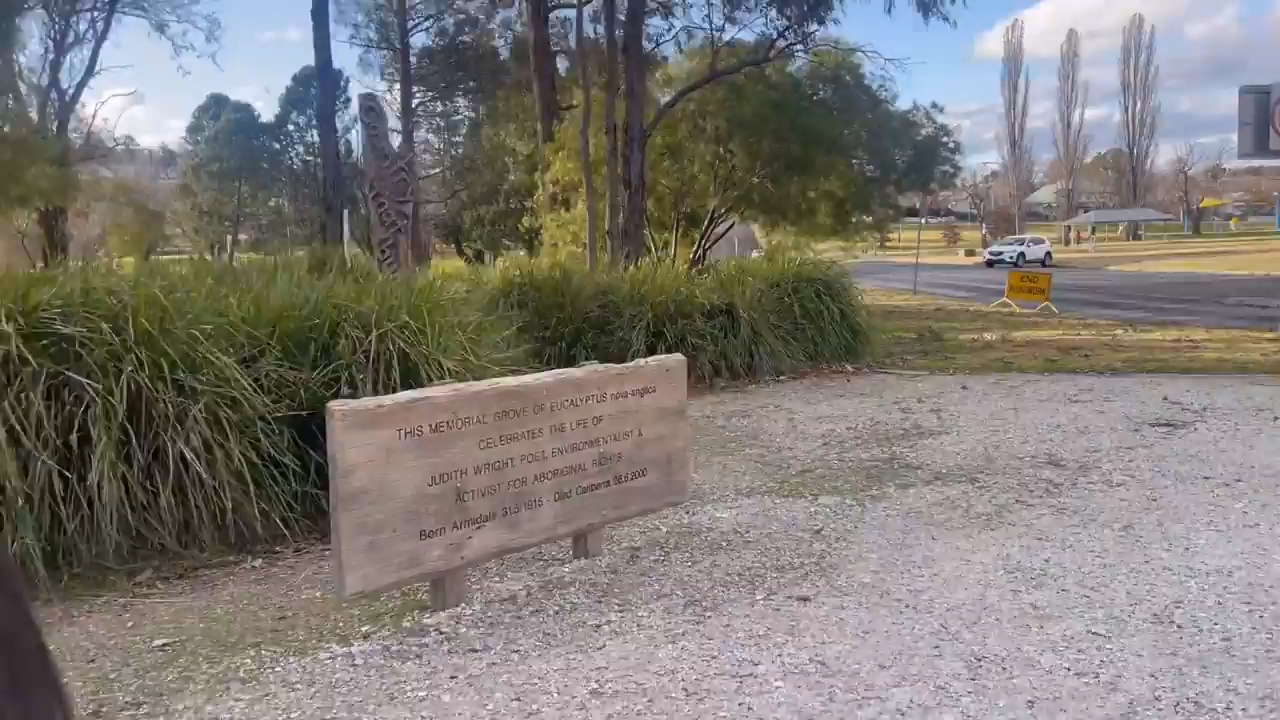 THIS MEMORIAL GROVE OF EUCALYPTUS nova-anglica
CELEBRATES THE LIFE OF
JUDITH WRIGHT, POET, ENVIRONMENTALIST &
ACTIVIST FOR ABORIGINAL RIGHTS
Born Armidale 31.5.1915 - Died Canberra 26.6.2000
END
ROADWORK